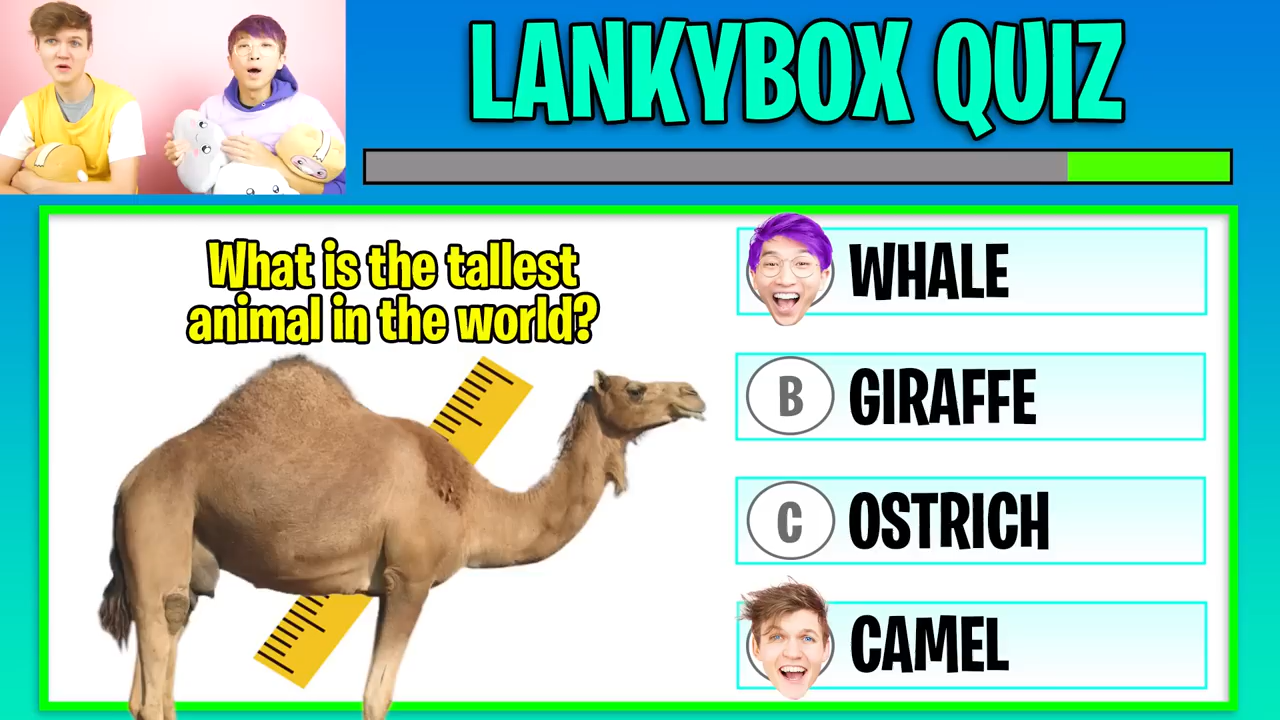 LANKYBOX QUIZ
What is the tallest
animal in the world?
WHALE
B GIRAFFE
C OSTRICH
CAMEL